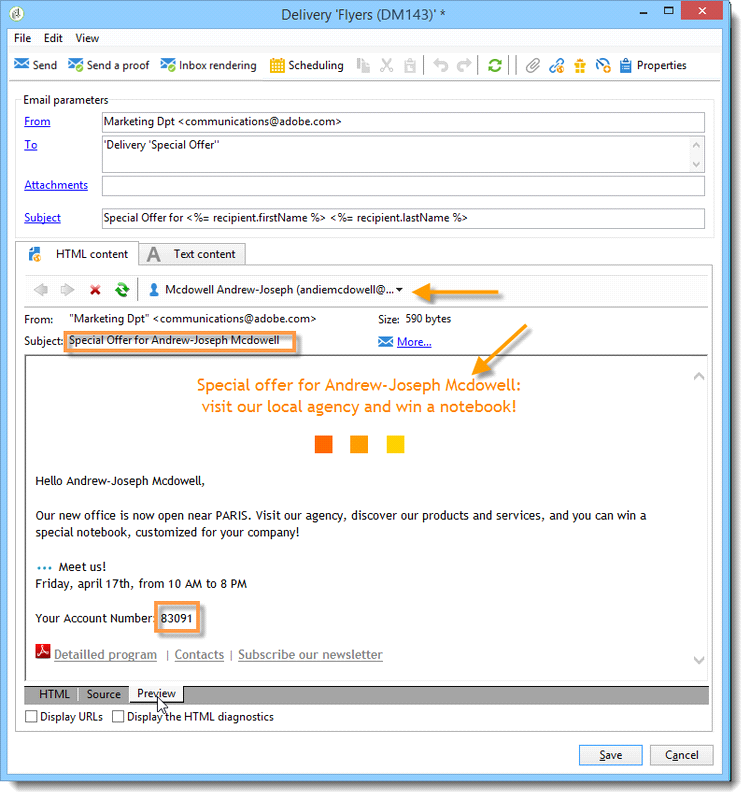 Delivery 'Flyers (DM143)' *
File Edit View
Send Send a proof Inbox rendering Scheduling Properties
Email parameters
From Marketing Dpt <communications@adobe.com>
To 'Delivery 'Special Offer''
Attachments
Subject Special Offer for <%= recipient.firstName %> <%= recipient.lastName %>
HTML content Text content
Mcdowell Andrew-Joseph (andiemcdowell@...
From: "Marketing Dpt" <communications@adobe.com> Size: 590 bytes
Subject: Special Offer for Andrew-Joseph Mcdowell More...
Special offer for Andrew-Joseph Mcdowell:
visit our local agency and win a notebook!
Hello Andrew-Joseph Mcdowell,
Our new office is now open near PARIS. Visit our agency, discover our products and services, and you can win a
special notebook, customized for your company!
... Meet us!
Friday, april 17th, from 10 AM to 8 PM
Your Account Number: 83091
Detailled program | Contacts | Subscribe our newsletter
HTML Source Preview
Display URLs Display the HTML diagnostics
Save Cancel